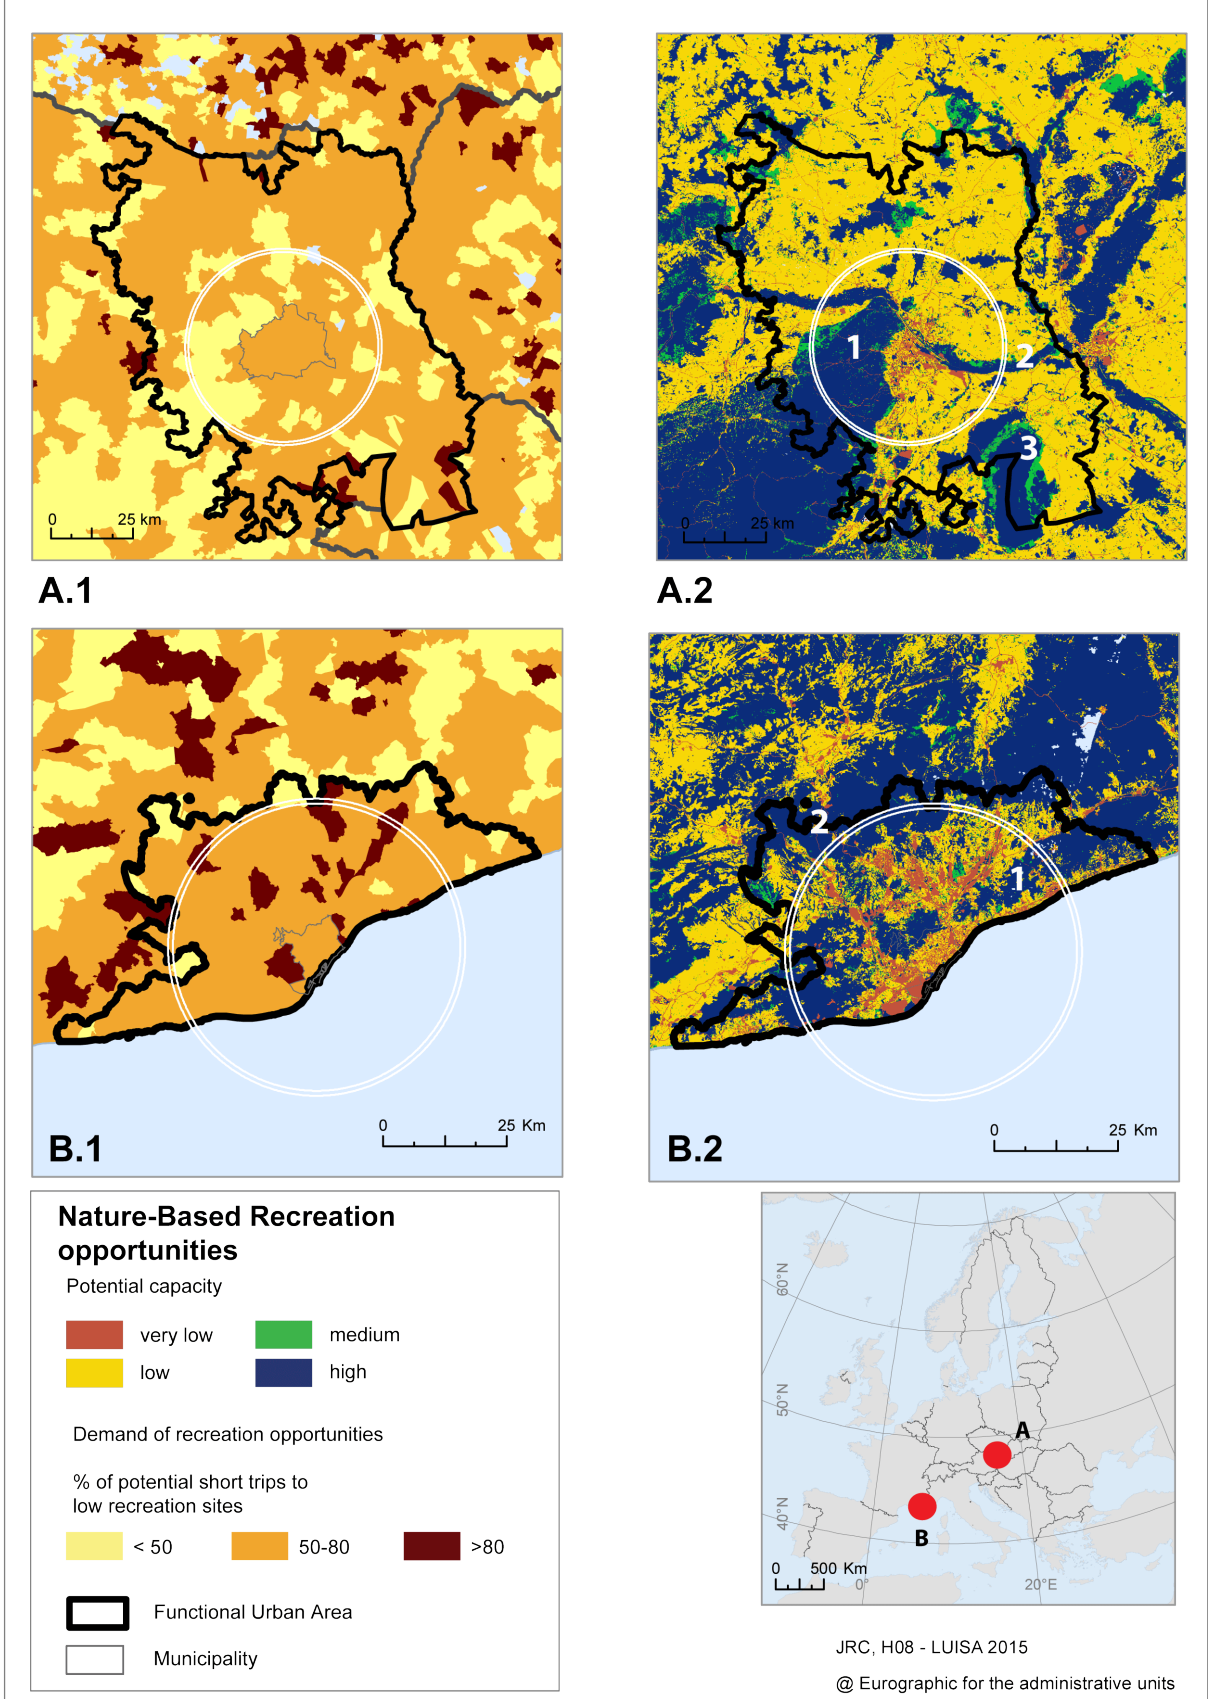 0 25 km
1
2
3
0 25 km
A.1
A.2
B.1
0 25 Km
2
1
B.2
0 25 Km
Nature-Based Recreation
opportunities
Potential capacity
very low
medium
low
high
Demand of recreation opportunities
% of potential short trips to
low recreation sites
< 50
50-80
>80
Functional Urban Area
Municipality
60°N
50°N
40°N
A
B
0 500 Km
0°
20°E
JRC, H08 - LUISA 2015
@ Eurographic for the administrative units